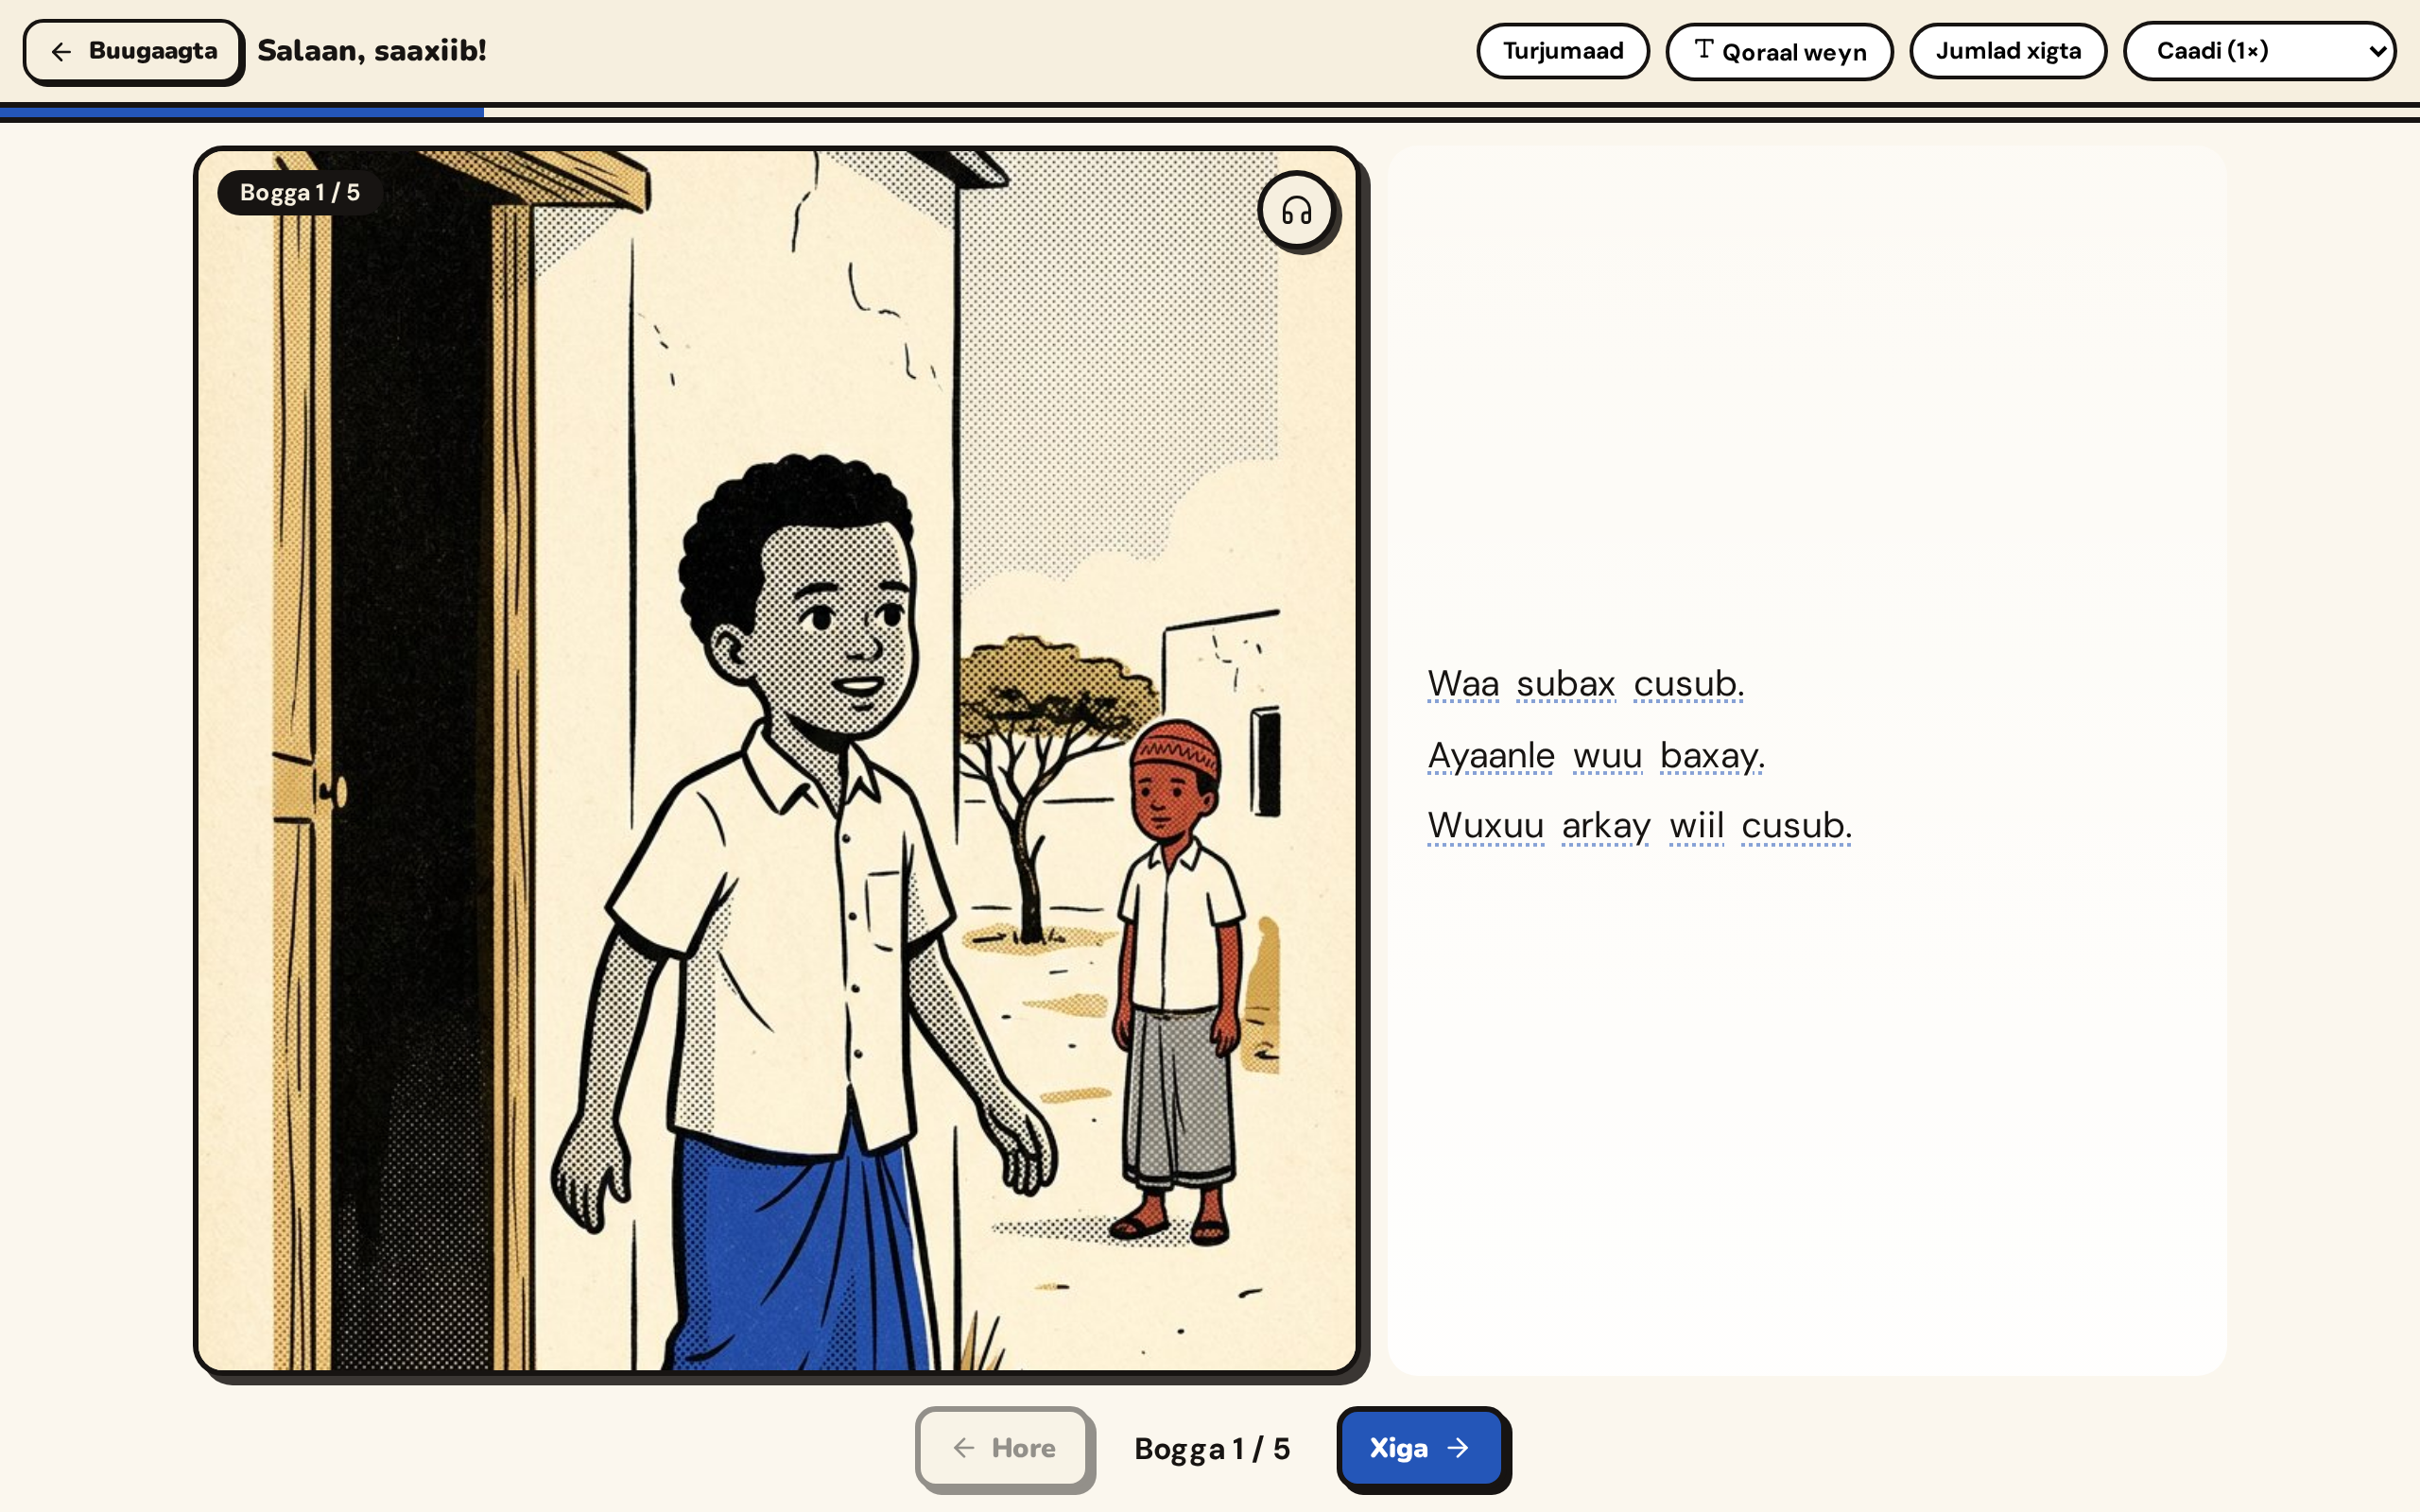 Buugaagta
Salaan, saaxiib!
Turjumaad
Qoraal weyn
Jumlad xigta
Caadi (1×)
Bogga 1 / 5
Waa subax cusub.
Ayaanle wuu baxay.
Wuxuu arkay wiil cusub.
Hore
Bogga 1 / 5
Xiga